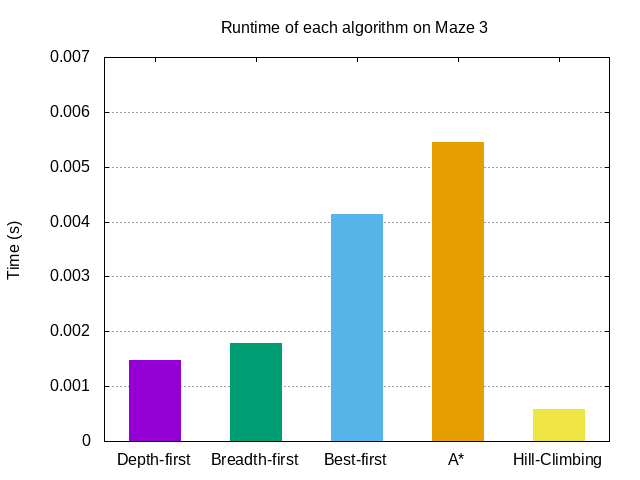 Runtime of each algorithm on Maze 3
0.007
0.006
0.005
0.004
0.003
0.002
0.001
0
Time (s)
Depth-first Breadth-first Best-first A* Hill-Climbing